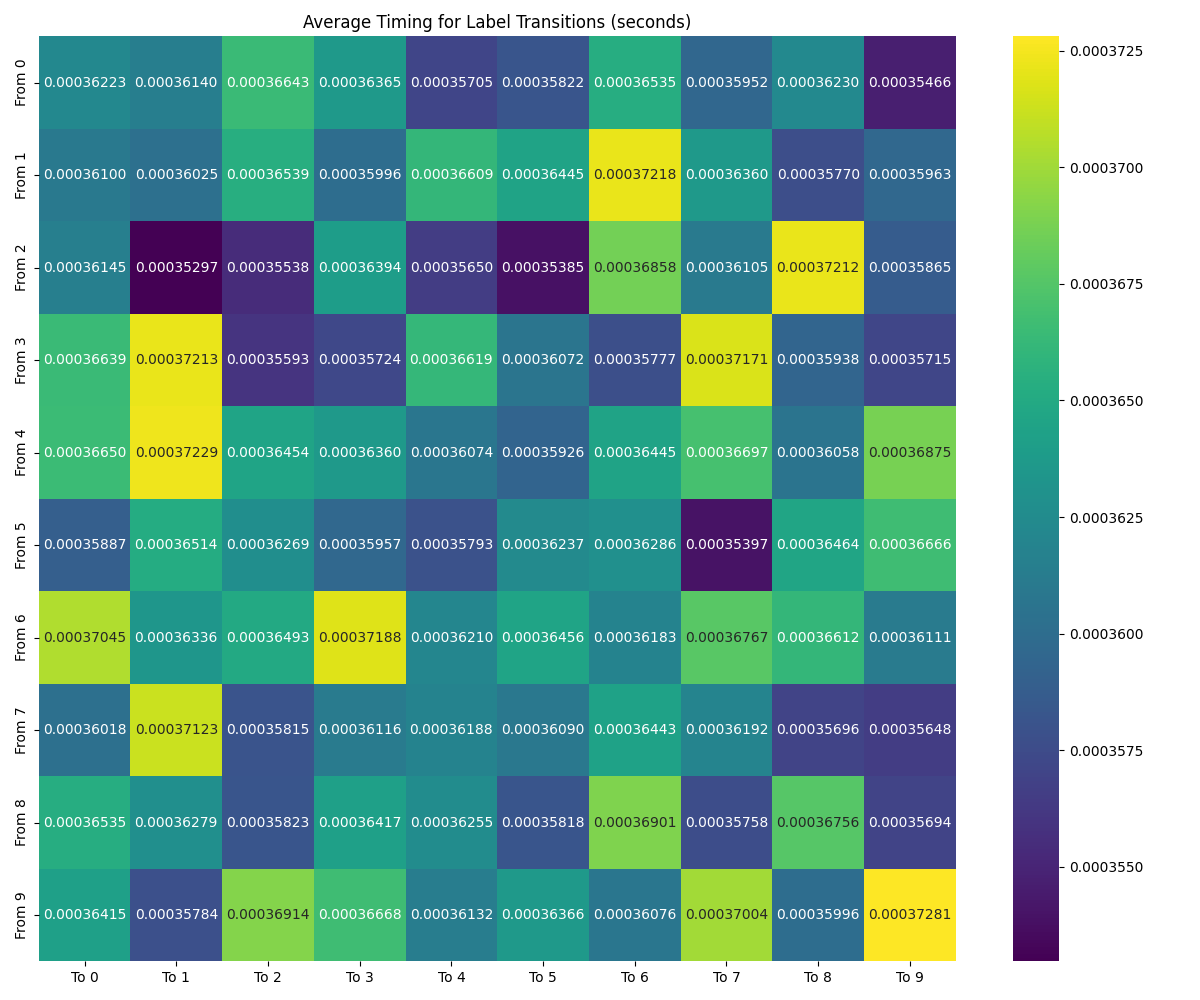 Average Timing for Label Transitions (seconds)
From 0 0.00036223 0.00036140 0.00036643 0.00036365 0.00035705 0.00035822 0.00036535 0.00035952 0.00036230 0.00035466
From 1 0.00036100 0.00036025 0.00036539 0.00035996 0.00036609 0.00036445 0.00037218 0.00036360 0.00035770 0.00035963
From 2 0.00036145 0.00035297 0.00035538 0.00036394 0.00035650 0.00035385 0.00036858 0.00036105 0.00037212 0.00035865
From 3 0.00036639 0.00037213 0.00035593 0.00035724 0.00036619 0.00036072 0.00035777 0.00037171 0.00035938 0.00035715
From 4 0.00036650 0.00037229 0.00036454 0.00036360 0.00036074 0.00035926 0.00036445 0.00036697 0.00036058 0.00036875
From 5 0.00035887 0.00036514 0.00036269 0.00035957 0.00035793 0.00036237 0.00036286 0.00035397 0.00036464 0.00036666
From 6 0.00037045 0.00036336 0.00036493 0.00037188 0.00036210 0.00036456 0.00036183 0.00036767 0.00036612 0.00036111
From 7 0.00036018 0.00037123 0.00035815 0.00036116 0.00036188 0.00036090 0.00036443 0.00036192 0.00035696 0.00035648
From 8 0.00036535 0.00036279 0.00035823 0.00036417 0.00036255 0.00035818 0.00036901 0.00035758 0.00036756 0.00035694
From 9 0.00036415 0.00035784 0.00036914 0.00036668 0.00036132 0.00036366 0.00036076 0.00037004 0.00035996 0.00037281
To 0 To 1 To 2 To 3 To 4 To 5 To 6 To 7 To 8 To 9
0.0003725
0.0003700
0.0003675
0.0003650
0.0003625
0.0003600
0.0003575
0.0003550